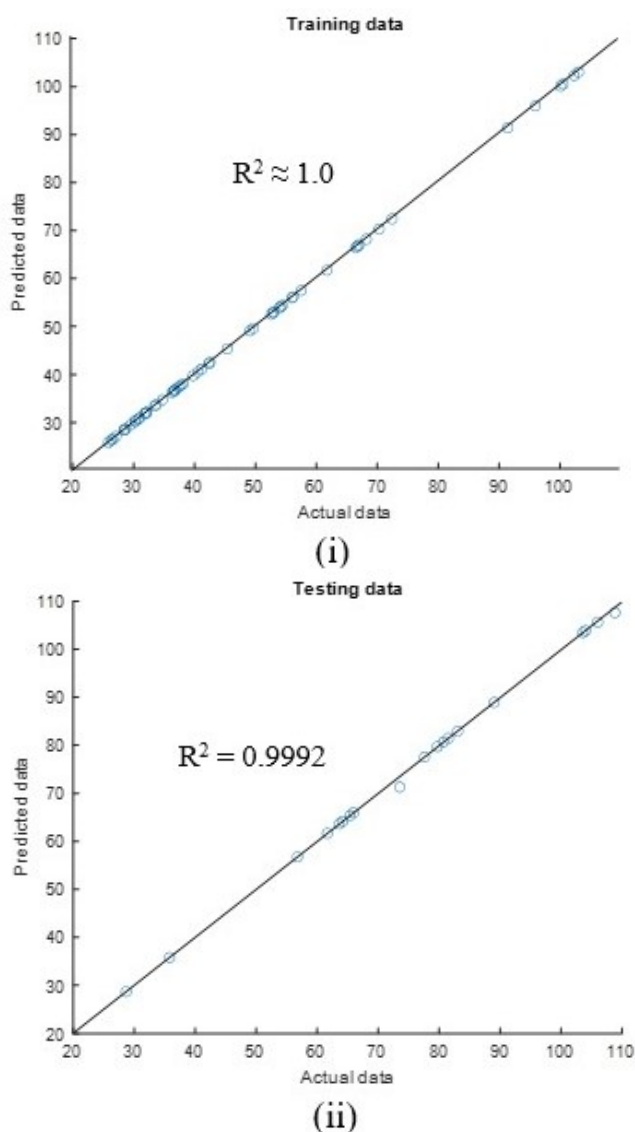 Training data
110
100
90
80
70
60
50
40
30
R² ≈ 1.0
Predicted data
20 30 40 50 60 70 80 90 100
Actual data
(i)
Testing data
110
100
90
80
70
60
50
40
30
20
R² = 0.9992
Predicted data
20 30 40 50 60 70 80 90 100 110
Actual data
(ii)